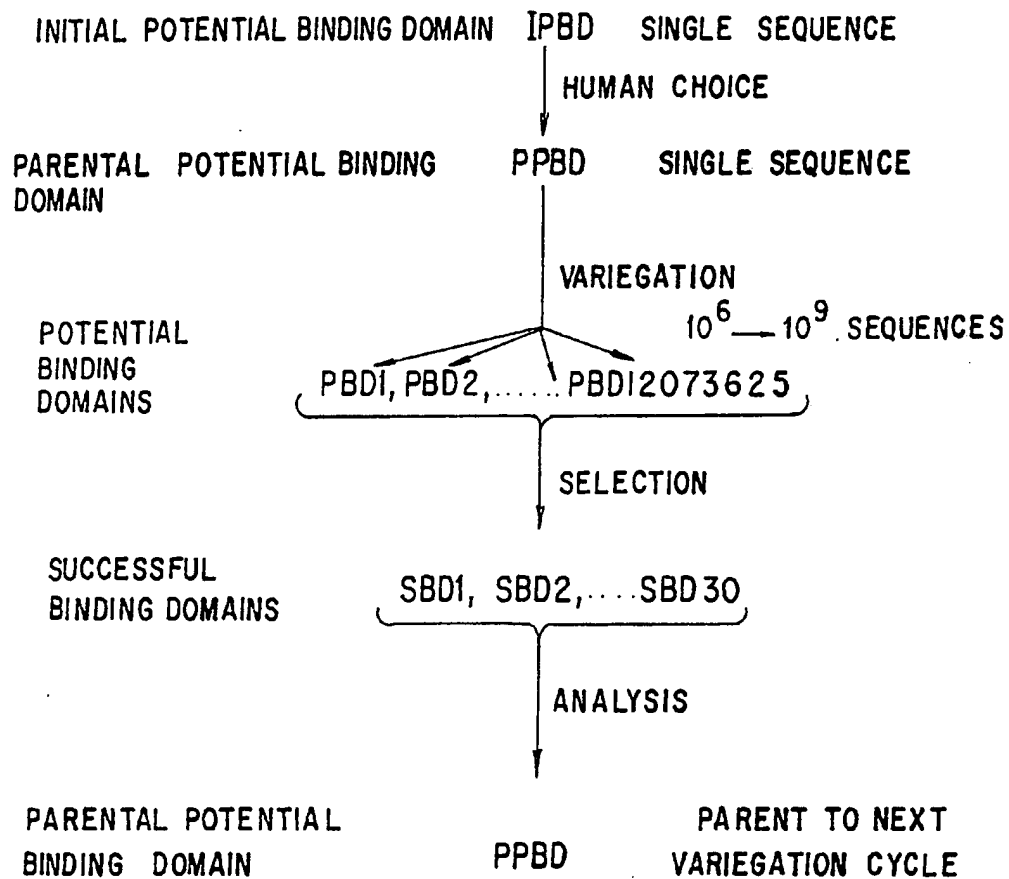 INITIAL POTENTIAL BINDING DOMAIN IPBD SINGLE SEQUENCE
HUMAN CHOICE
PARENTAL POTENTIAL BINDING PPBD SINGLE SEQUENCE
DOMAIN
VARIEGATION
10^6 → 10^9 SEQUENCES
POTENTIAL
BINDING
DOMAINS
PBD1, PBD2,...... PBD12073625
SELECTION
SUCCESSFUL
BINDING DOMAINS
SBD1, SBD2,.... SBD30
ANALYSIS
PARENTAL POTENTIAL
BINDING DOMAIN
PPBD
PARENT TO NEXT
VARIEGATION CYCLE